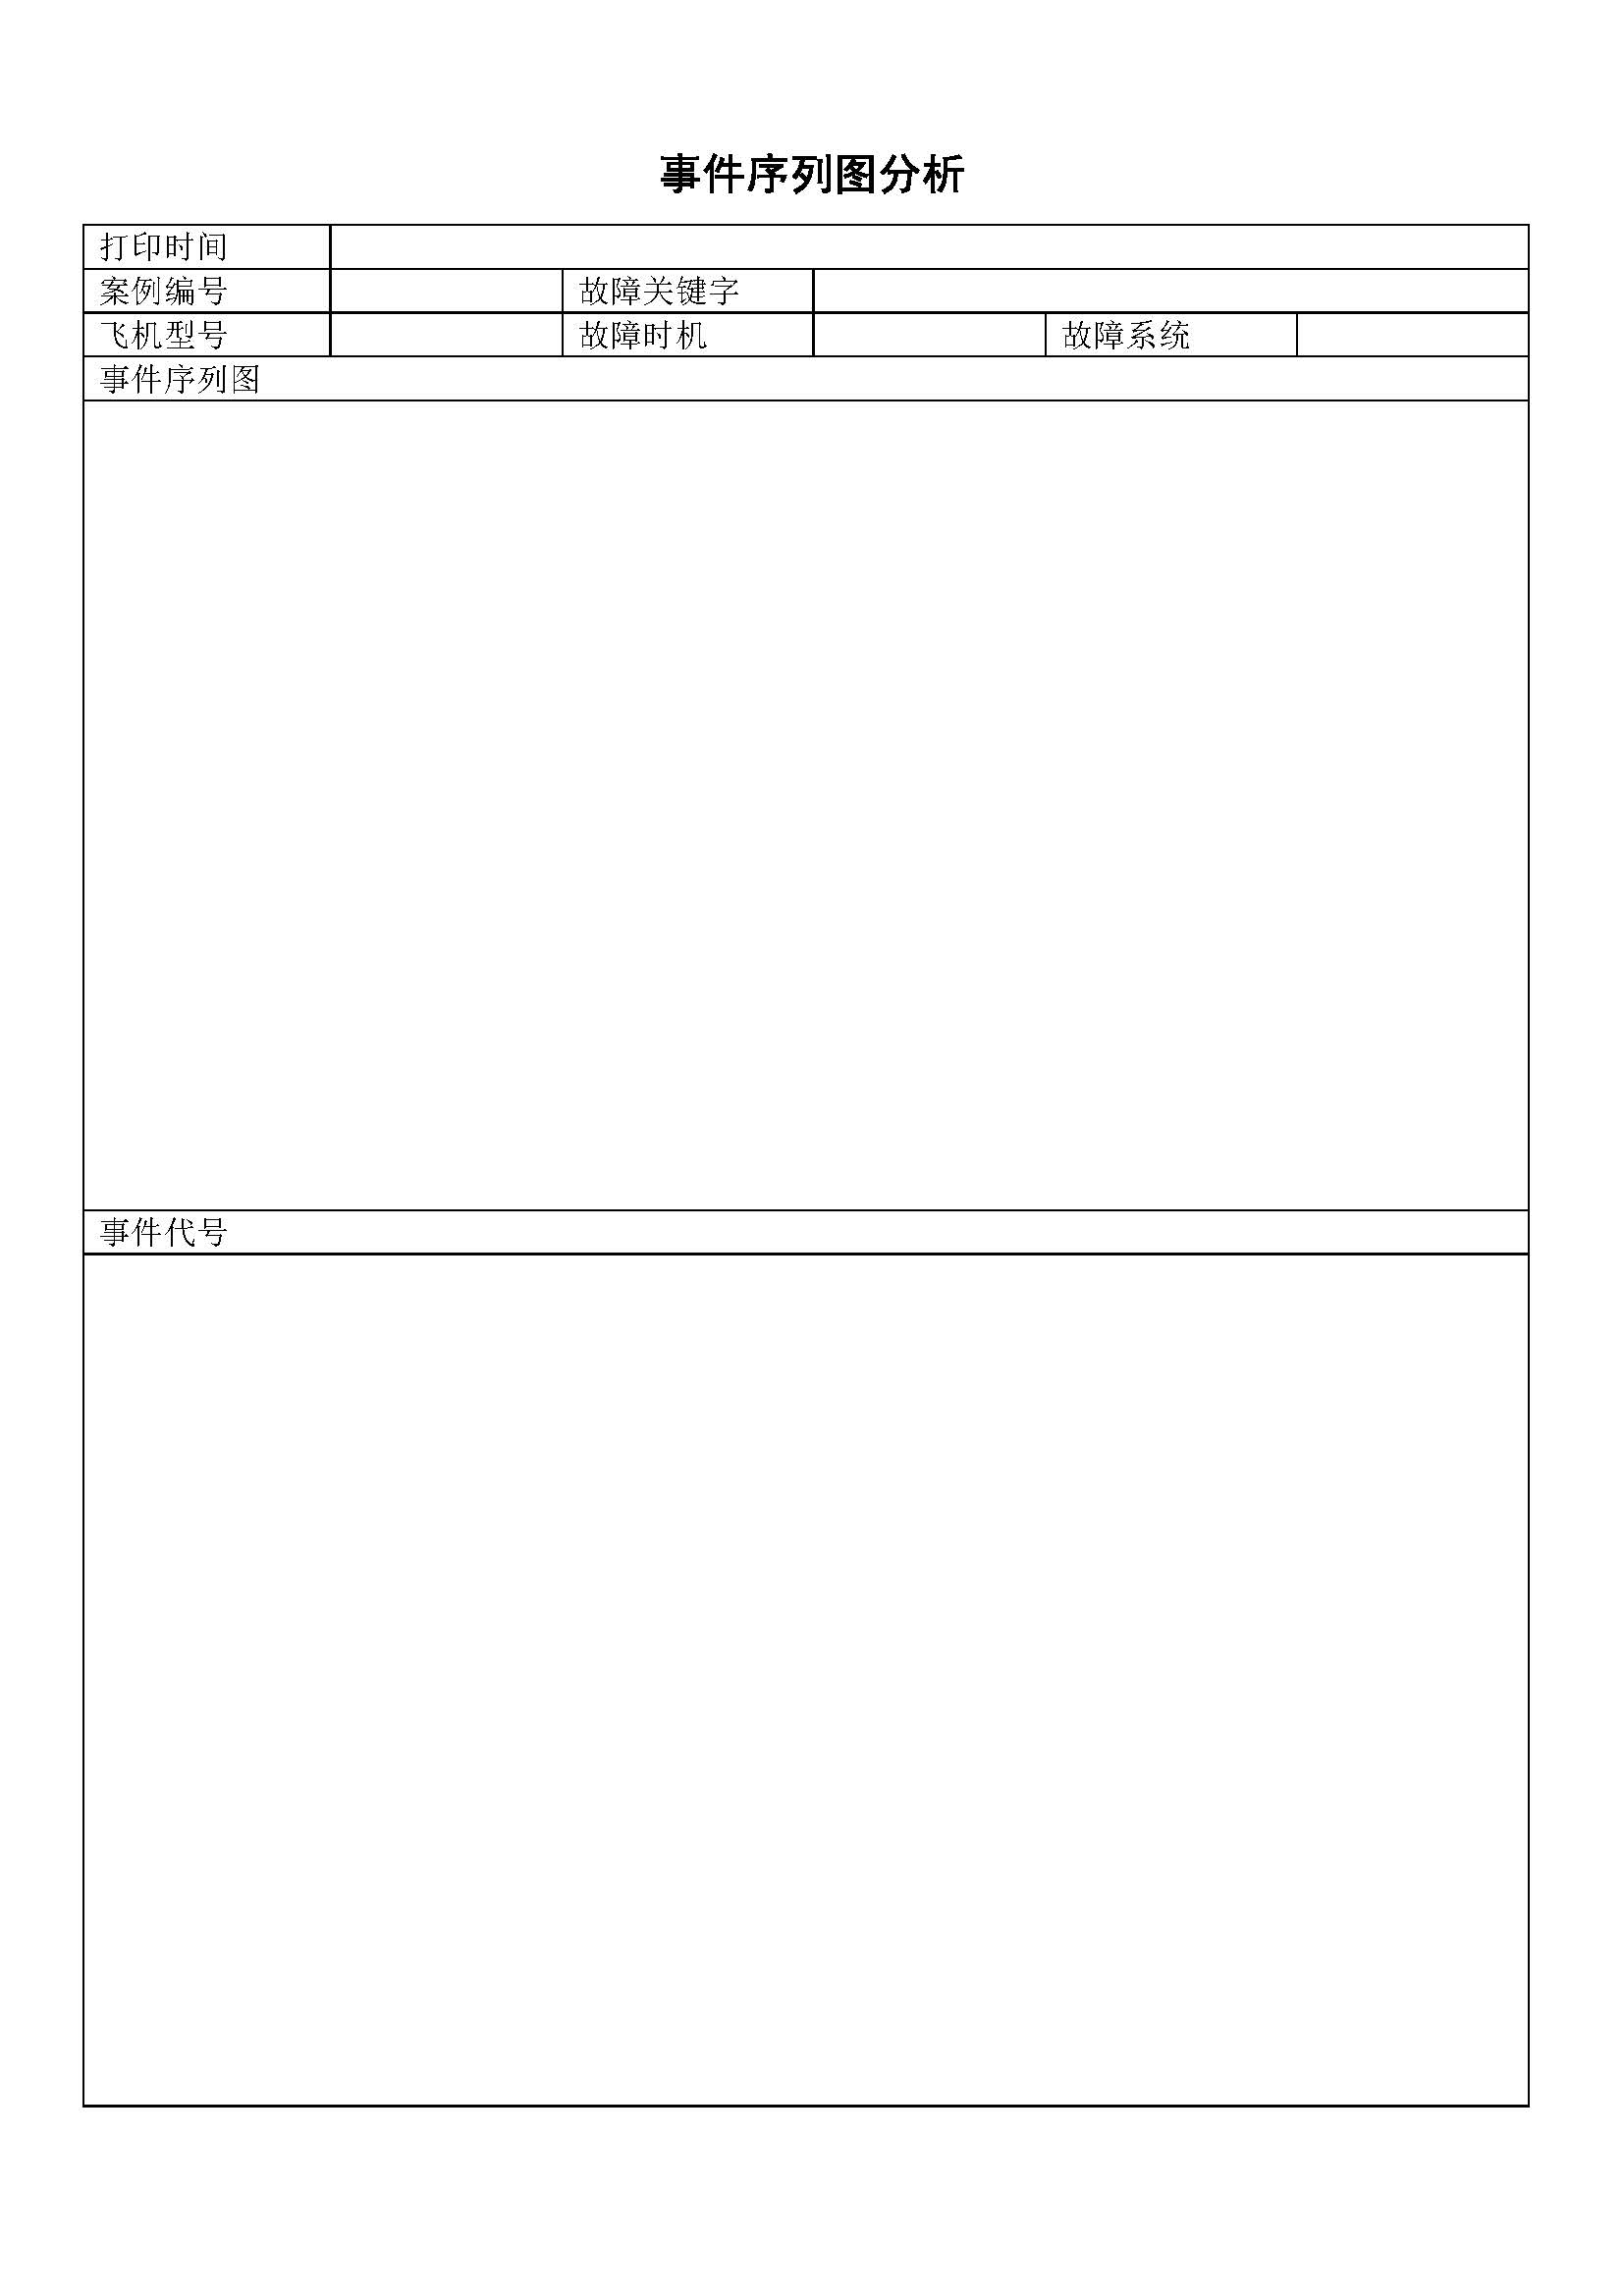 事件序列图分析
打印时间
案例编号 故障关键字
飞机型号 故障时机 故障系统
事件序列图
事件代号